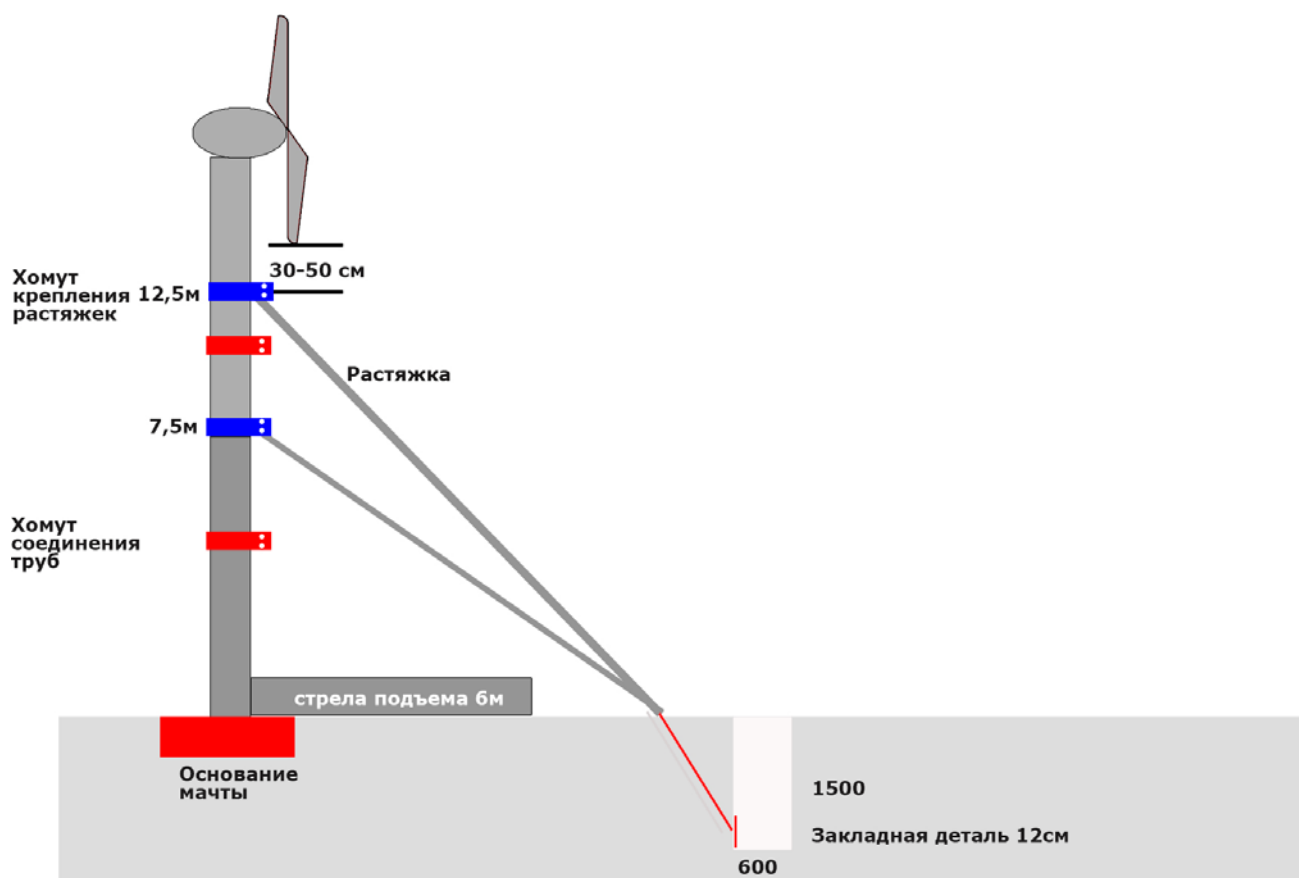 30-50 см
Хомут
крепления
растяжек
12,5м
Растяжка
7,5м
Хомут
соединения
труб
стрела подъема 6м
Основание
мачты
1500
Закладная деталь 12см
600